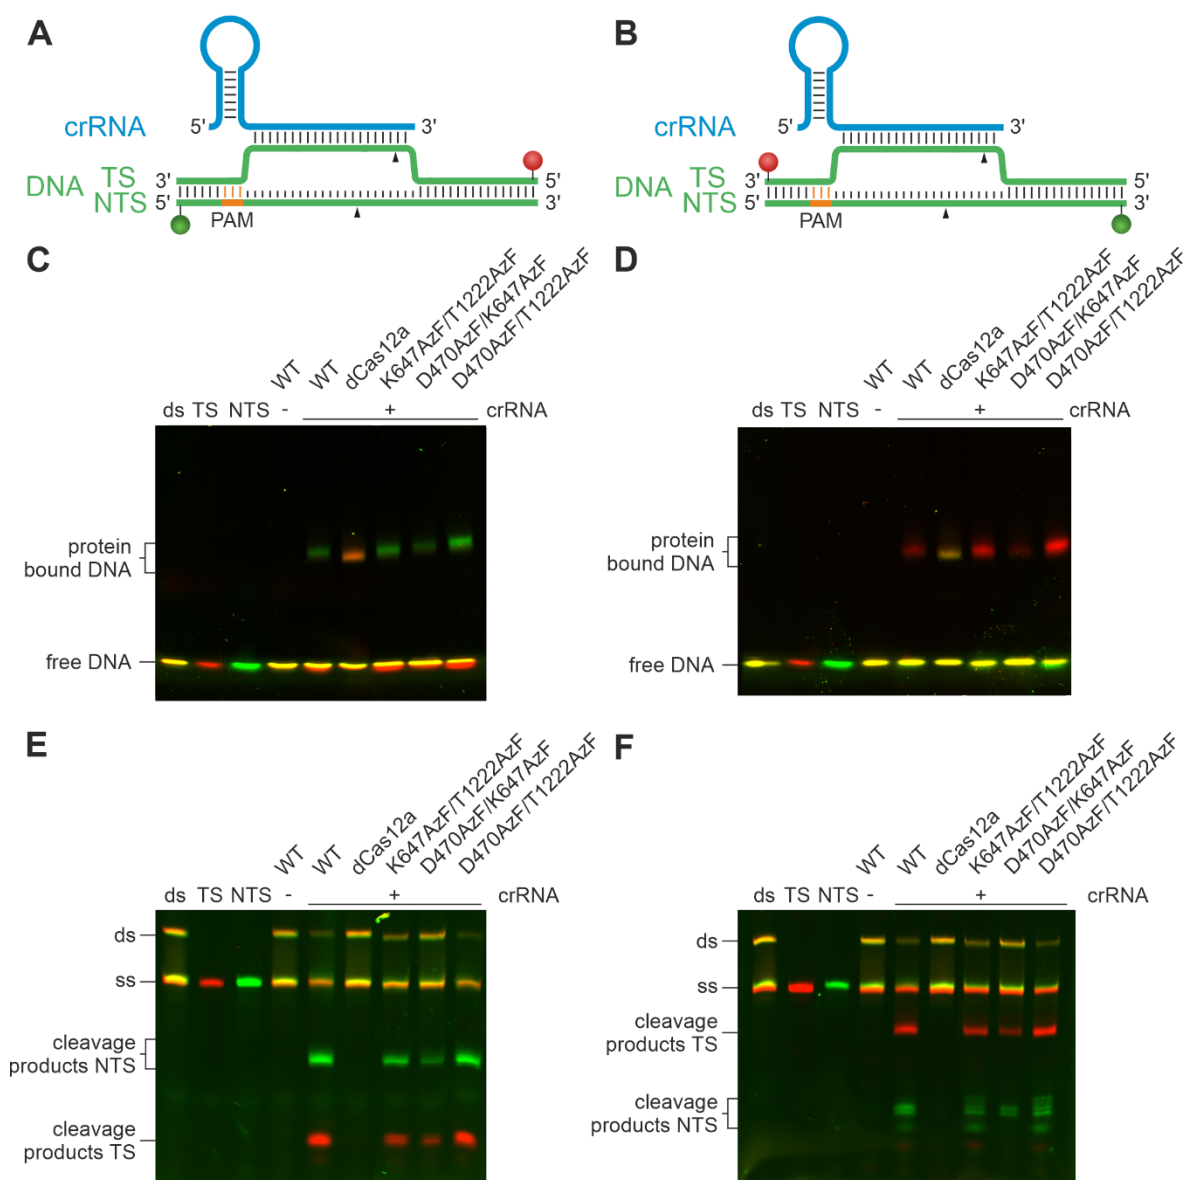 A
crRNA
5'
3'
DNA
TS
NTS
3'
5'
5'
3'
PAM
B
crRNA
5'
3'
DNA
TS
NTS
3'
5'
5'
3'
PAM
C
WT
WT
dCas12a
K647AzF/T1222AzF
D470AzF/K647AzF
D470AzF/T1222AzF
ds TS NTS - + crRNA
protein
bound DNA
free DNA
D
WT
WT
dCas12a
K647AzF/T1222AzF
D470AzF/K647AzF
D470AzF/T1222AzF
ds TS NTS - + crRNA
protein
bound DNA
free DNA
E
WT
WT
dCas12a
K647AzF/T1222AzF
D470AzF/K647AzF
D470AzF/T1222AzF
ds TS NTS - + crRNA
ds
ss
cleavage
products NTS
cleavage
products TS
F
WT
WT
dCas12a
K647AzF/T1222AzF
D470AzF/K647AzF
D470AzF/T1222AzF
ds TS NTS - + crRNA
ds
ss
cleavage
products TS
cleavage
products NTS